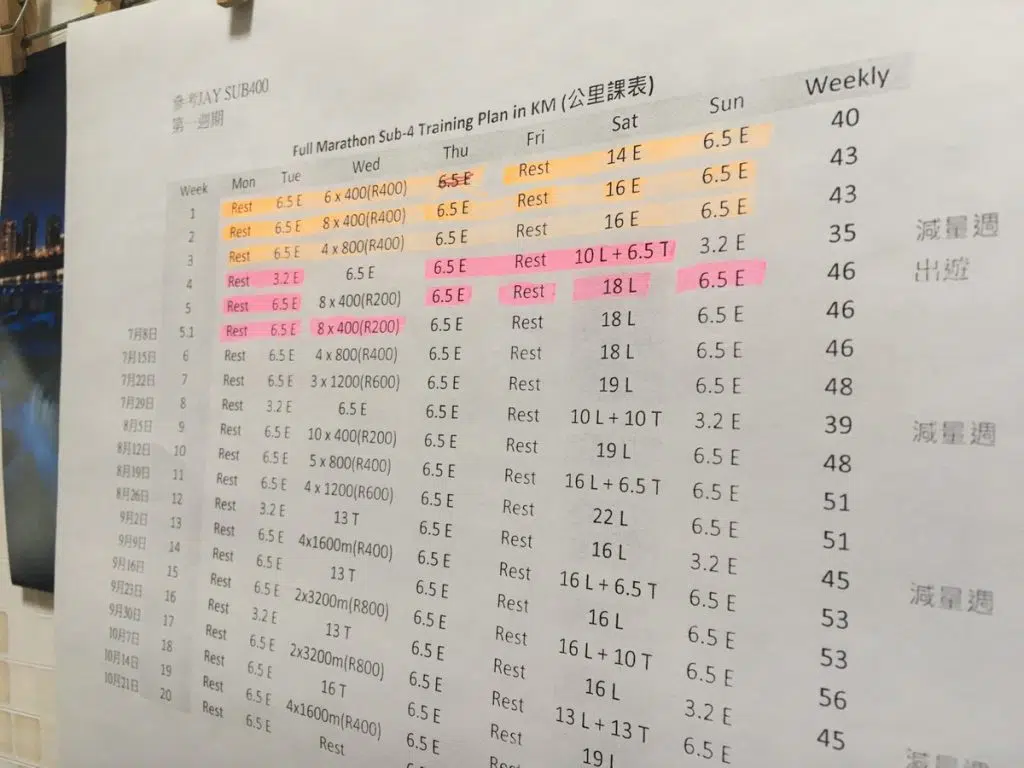 參考JAY SUB400
第一週期
Full Marathon Sub-4 Training Plan in KM (公里課表)
Week Mon Tue Wed Thu Fri Sat Sun Weekly
1 Rest 6.5 E 6 x 400(R400) 6.5 E Rest 14 E 6.5 E 40
2 Rest 6.5 E 8 x 400(R400) 6.5 E Rest 16 E 6.5 E 43
3 Rest 6.5 E 4 x 800(R400) 6.5 E Rest 16 E 6.5 E 43
4 Rest 3.2 E 6.5 E 6.5 E Rest 10 L + 6.5 T 3.2 E 35 減量週
5 Rest 6.5 E 8 x 400(R200) 6.5 E Rest 18 L 6.5 E 46 出遊
7月8日 5.1 Rest 6.5 E 8 x 400(R200) 6.5 E Rest 18 L 6.5 E 46
7月15日 6 Rest 6.5 E 4 x 800(R400) 6.5 E Rest 18 L 6.5 E 46
7月22日 7 Rest 6.5 E 3 x 1200(R600) 6.5 E Rest 19 L 6.5 E 48
7月29日 8 Rest 3.2 E 6.5 E 6.5 E Rest 10 L + 10 T 3.2 E 39 減量週
8月5日 9 Rest 6.5 E 10 x 400(R200) 6.5 E Rest 19 L 6.5 E 48
8月12日 10 Rest 6.5 E 5 x 800(R400) 6.5 E Rest 16 L + 6.5 T 6.5 E 51
8月19日 11 Rest 6.5 E 4 x 1200(R600) 6.5 E Rest 22 L 6.5 E 51
8月26日 12 Rest 3.2 E 13 T 6.5 E Rest 16 L 3.2 E 45 減量週
9月2日 13 Rest 6.5 E 4x1600m(R400) 6.5 E Rest 16 L + 6.5 T 6.5 E 53
9月9日 14 Rest 6.5 E 13 T 6.5 E Rest 16 L 6.5 E 53
9月16日 15 Rest 6.5 E 2x3200m(R800) 6.5 E Rest 16 L + 10 T 6.5 E 56
9月23日 16 Rest 3.2 E 13 T 6.5 E Rest 16 L 3.2 E 45 減量週
9月30日 17 Rest 6.5 E 2x3200m(R800) 6.5 E Rest 13 L + 13 T 6.5 E
10月7日 18 Rest 6.5 E 16 T 6.5 E 19 L
10月14日 19 Rest 6.5 E 4x1600m(R400) 6.5 E
10月21日 20 Rest 6.5 E Rest